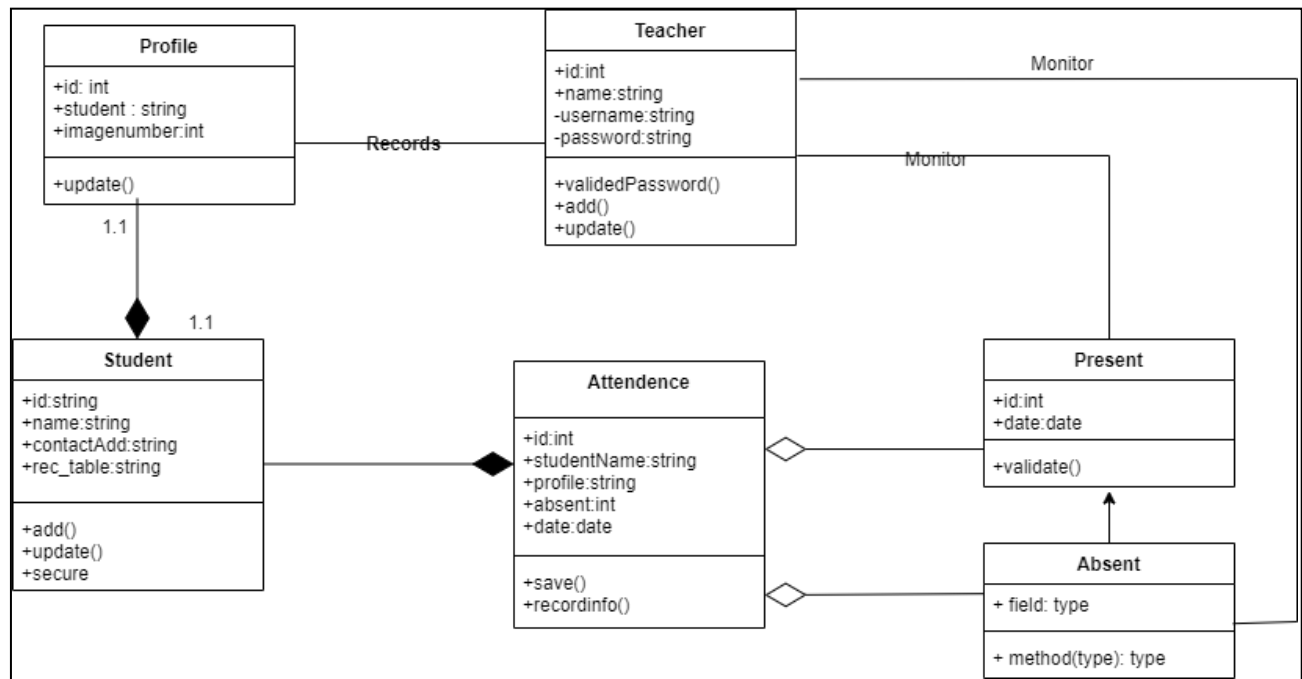 Profile
+id: int
+student : string
+imagenumber:int
+update()
Records
Teacher
+id:int
+name:string
-username:string
-password:string
+validedPassword()
+add()
+update()
Monitor
Monitor
1.1
1.1
Student
+id:string
+name:string
+contactAdd:string
+rec_table:string
+add()
+update()
+secure
Attendence
+id:int
+studentName:string
+profile:string
+absent:int
+date:date
+save()
+recordinfo()
Present
+id:int
+date:date
+validate()
Absent
+ field: type
+ method(type): type